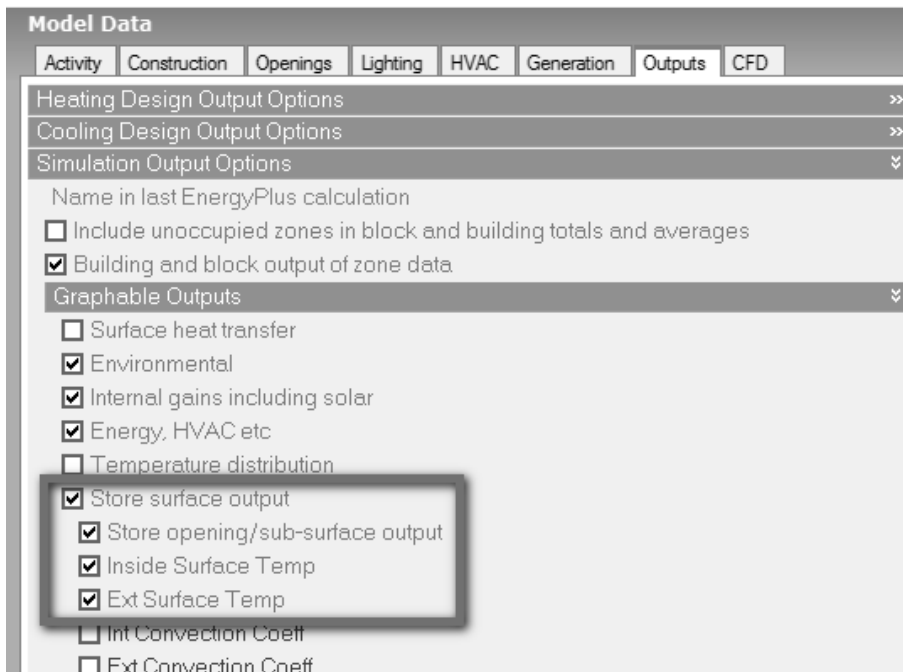 Model Data
Activity Construction Openings Lighting HVAC Generation Outputs CFD
Heating Design Output Options
Cooling Design Output Options
Simulation Output Options
Name in last EnergyPlus calculation
Include unoccupied zones in block and building totals and averages
Building and block output of zone data
Graphable Outputs
Surface heat transfer
Environmental
Internal gains including solar
Energy, HVAC etc
Temperature distribution
Store surface output
Store opening/sub-surface output
Inside Surface Temp
Ext Surface Temp
Int Convection Coeff
Ext Convection Coeff